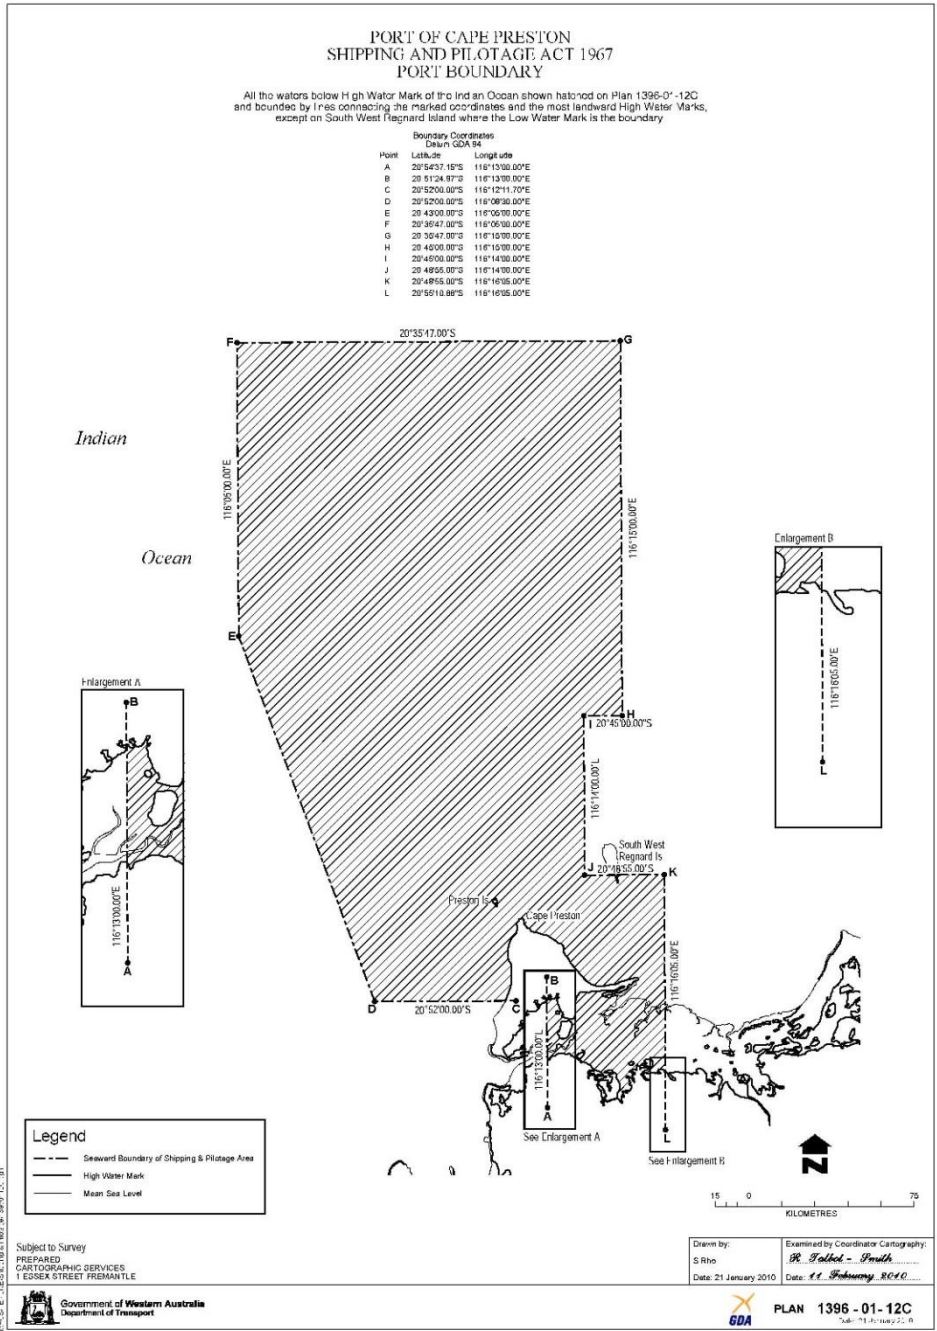 PORT OF CAPE PRESTON
SHIPPING AND PILOTAGE ACT 1967
PORT BOUNDARY
All the waters below High Water Mark of the Indian Ocean shown hatched on Plan 1396-01-12C
and bounded by lines connecting the marked coordinates and the most landward High Water Marks,
except on South West Regnard Island where the Low Water Mark is the boundary
Boundary Coordinates
Datum GDA 94
Point Latitude Longitude
A 20°54'37.15"S 116°13'00.00"E
B 20°51'24.97"S 116°13'00.00"E
C 20°52'00.00"S 116°12'11.70"E
D 20°52'00.00"S 116°08'30.00"E
E 20°43'00.00"S 116°05'00.00"E
F 20°35'47.00"S 116°05'00.00"E
G 20°35'47.00"S 116°15'00.00"E
H 20°45'00.00"S 116°15'00.00"E
I 20°45'00.00"S 116°14'00.00"E
J 20°48'55.00"S 116°14'00.00"E
K 20°48'55.00"S 116°16'05.00"E
L 20°55'10.88"S 116°16'05.00"E
F
20°35'47.00"S
G
Indian
Ocean
116°05'00.00"E
116°15'00.00"E
E
Enlargement B
116°16'05.00"E
L
Enlargement A
B
116°13'00.00"E
A
I
H
20°45'00.00"S
116°14'00.00"E
South West
Regnard Is
J
20°48'55.00"S
K
Preston Is
Cape Preston
116°16'05.00"E
D
20°52'00.00"S
C
B
116°13'00.00"E
A
L
See Enlargement A
See Enlargement B
N
Legend
Seaward Boundary of Shipping & Pilotage Area
High Water Mark
Mean Sea Level
15 0 75
KILOMETRES
Subject to Survey
PREPARED
CARTOGRAPHIC SERVICES
1 ESSEX STREET FREMANTLE
Drawn by:
S Rho
Date: 21 January 2010
Examined by Coordinator Cartography:
R Talbot - Smith
Date: 11 February 2010
Government of Western Australia
Department of Transport
GDA
PLAN 1396 - 01- 12C